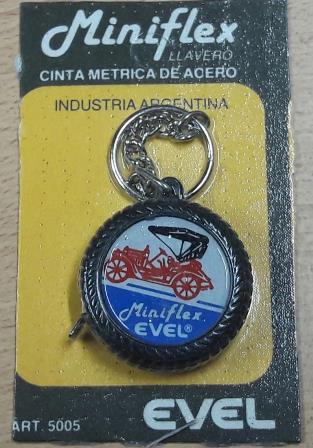 Miniflex
LLAVERO
CINTA METRICA DE ACERO
INDUSTRIA ARGENTINA
Miniflex
EVEL®
ART. 5005
EVEL